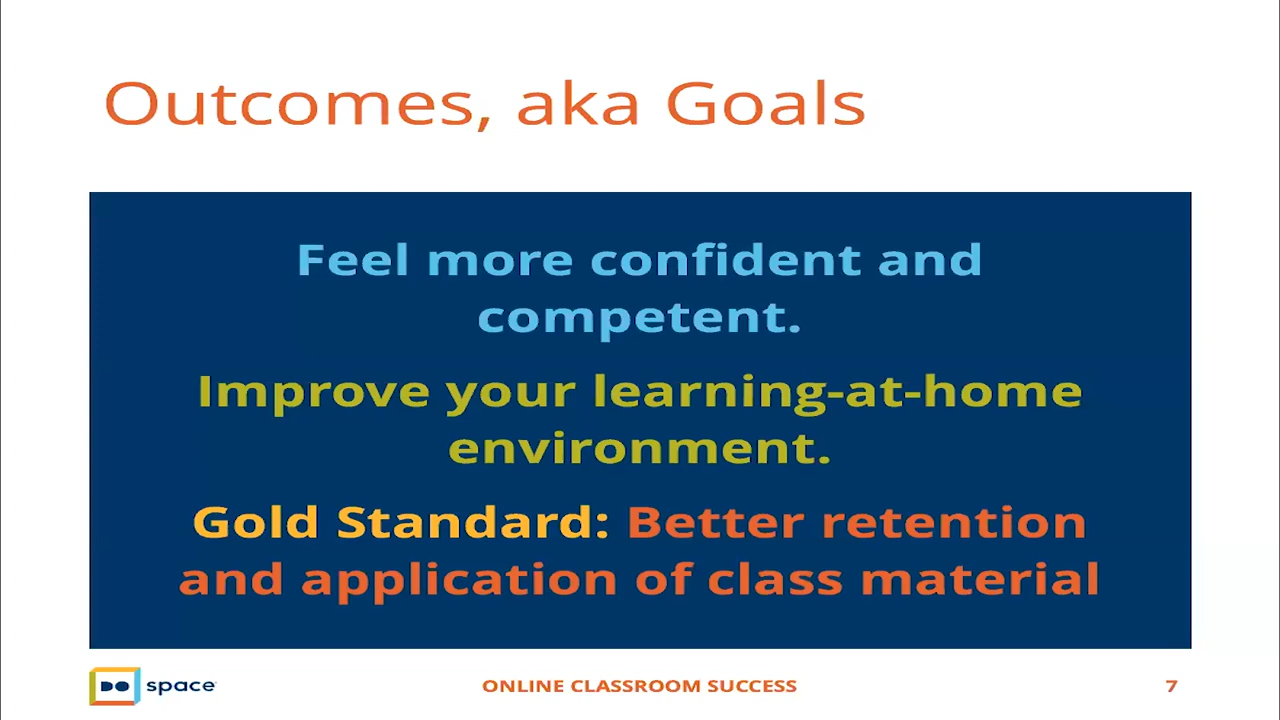 Outcomes, aka Goals
Feel more confident and
competent.
Improve your learning-at-home
environment.
Gold Standard: Better retention
and application of class material
DO space
ONLINE CLASSROOM SUCCESS
7